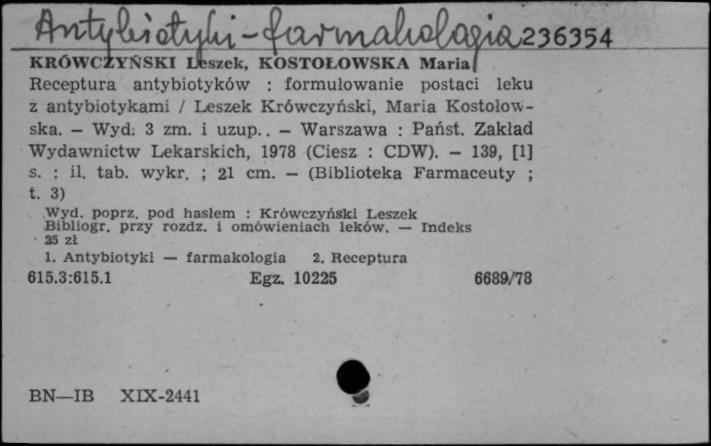 Antybiotyki - farmakologia 236354
KRÓWCZYŃSKI Leszek, KOSTOŁOWSKA Maria
Receptura antybiotyków : formułowanie postaci leku
z antybiotykami / Leszek Krówczyński, Maria Kostołow-
ska. — Wyd. 3 zm. i uzup.. — Warszawa : Państ. Zakład
Wydawnictw Lekarskich, 1978 (Ciesz : CDW). — 139, [1]
s. : il. tab. wykr. ; 21 cm. — (Biblioteka Farmaceuty ;
t. 3)
Wyd. poprz. pod hasłem : Krówczyński Leszek
Bibliogr. przy rozdz. i omówieniach leków. — Indeks
25 zł
1. Antybiotyki — farmakologia 2. Receptura
615.3:615.1 Egz. 10225 6689/78
BN—IB XIX-2441